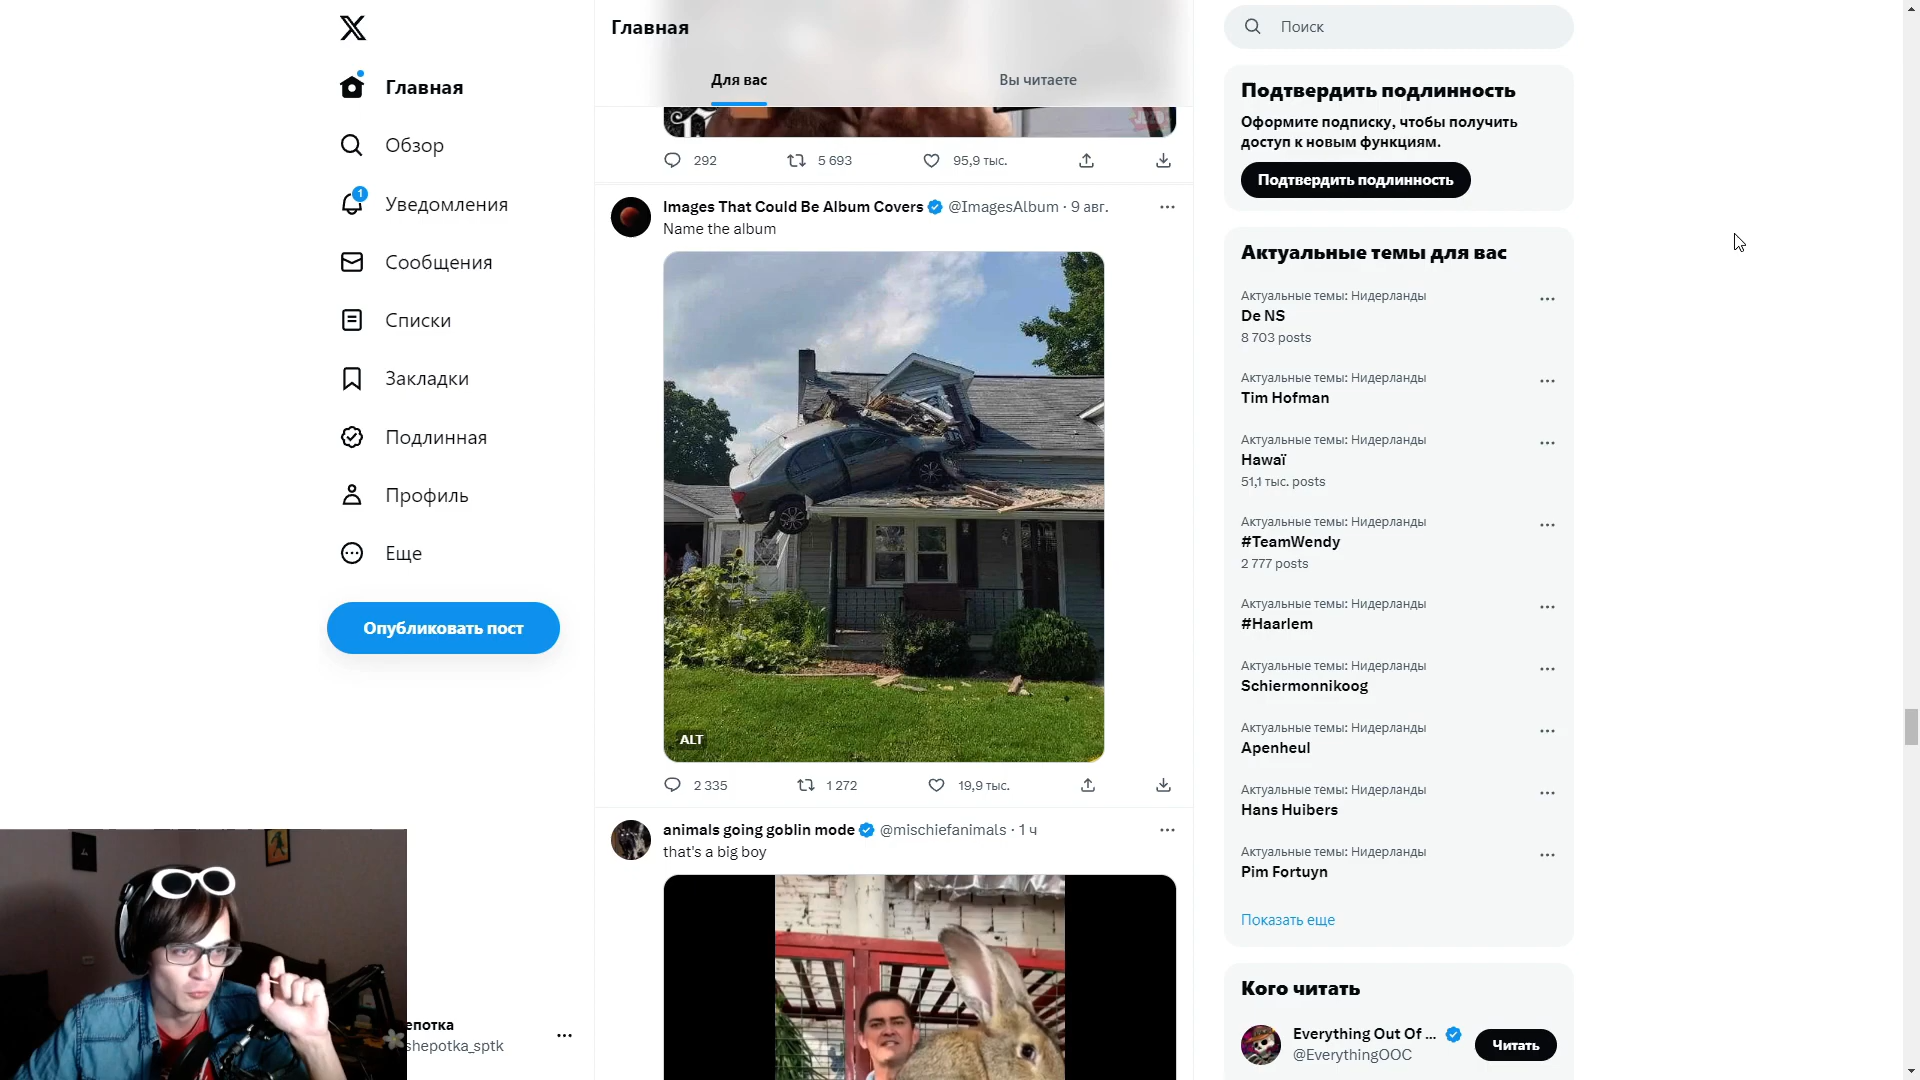 Главная
Обзор
1
Уведомления
Сообщения
Списки
Закладки
Подлинная
Профиль
Еще
Опубликовать пост
епотка
shepotka_sptk
Главная
Для вас
Вы читаете
292
5 693
95,9 тыс.
Images That Could Be Album Covers @ImagesAlbum · 9 авг.
Name the album
ALT
2 335
1 272
19,9 тыс.
animals going goblin mode @mischiefanimals · 1 ч
that's a big boy
Поиск
Подтвердить подлинность
Оформите подписку, чтобы получить
доступ к новым функциям.
Подтвердить подлинность
Актуальные темы для вас
Актуальные темы: Нидерланды
De NS
8 703 posts
Актуальные темы: Нидерланды
Tim Hofman
Актуальные темы: Нидерланды
Hawaï
51,1 тыс. posts
Актуальные темы: Нидерланды
#TeamWendy
2 777 posts
Актуальные темы: Нидерланды
#Haarlem
Актуальные темы: Нидерланды
Schiermonnikoog
Актуальные темы: Нидерланды
Apenheul
Актуальные темы: Нидерланды
Hans Huibers
Актуальные темы: Нидерланды
Pim Fortuyn
Показать еще
Кого читать
Everything Out Of ...
@EverythingOOC
Читать